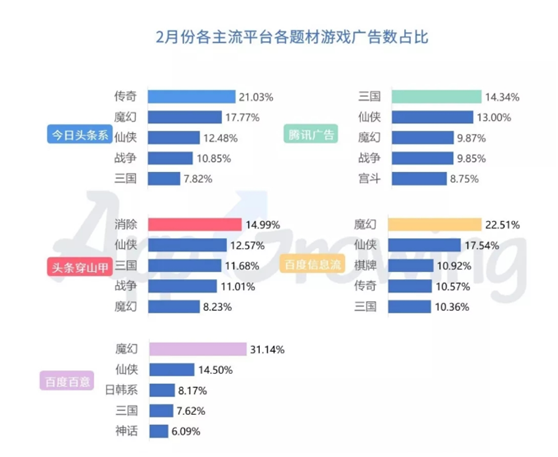 2月份各主流平台各题材游戏广告数占比
今日头条系
传奇 21.03%
魔幻 17.77%
仙侠 12.48%
战争 10.85%
三国 7.82%
腾讯广告
三国 14.34%
仙侠 13.00%
魔幻 9.87%
战争 9.85%
宫斗 8.75%
头条穿山甲
消除 14.99%
仙侠 12.57%
三国 11.68%
战争 11.01%
魔幻 8.23%
百度信息流
魔幻 22.51%
仙侠 17.54%
棋牌 10.92%
传奇 10.57%
三国 10.36%
百度百意
魔幻 31.14%
仙侠 14.50%
日韩系 8.17%
三国 7.62%
神话 6.09%
App Growing